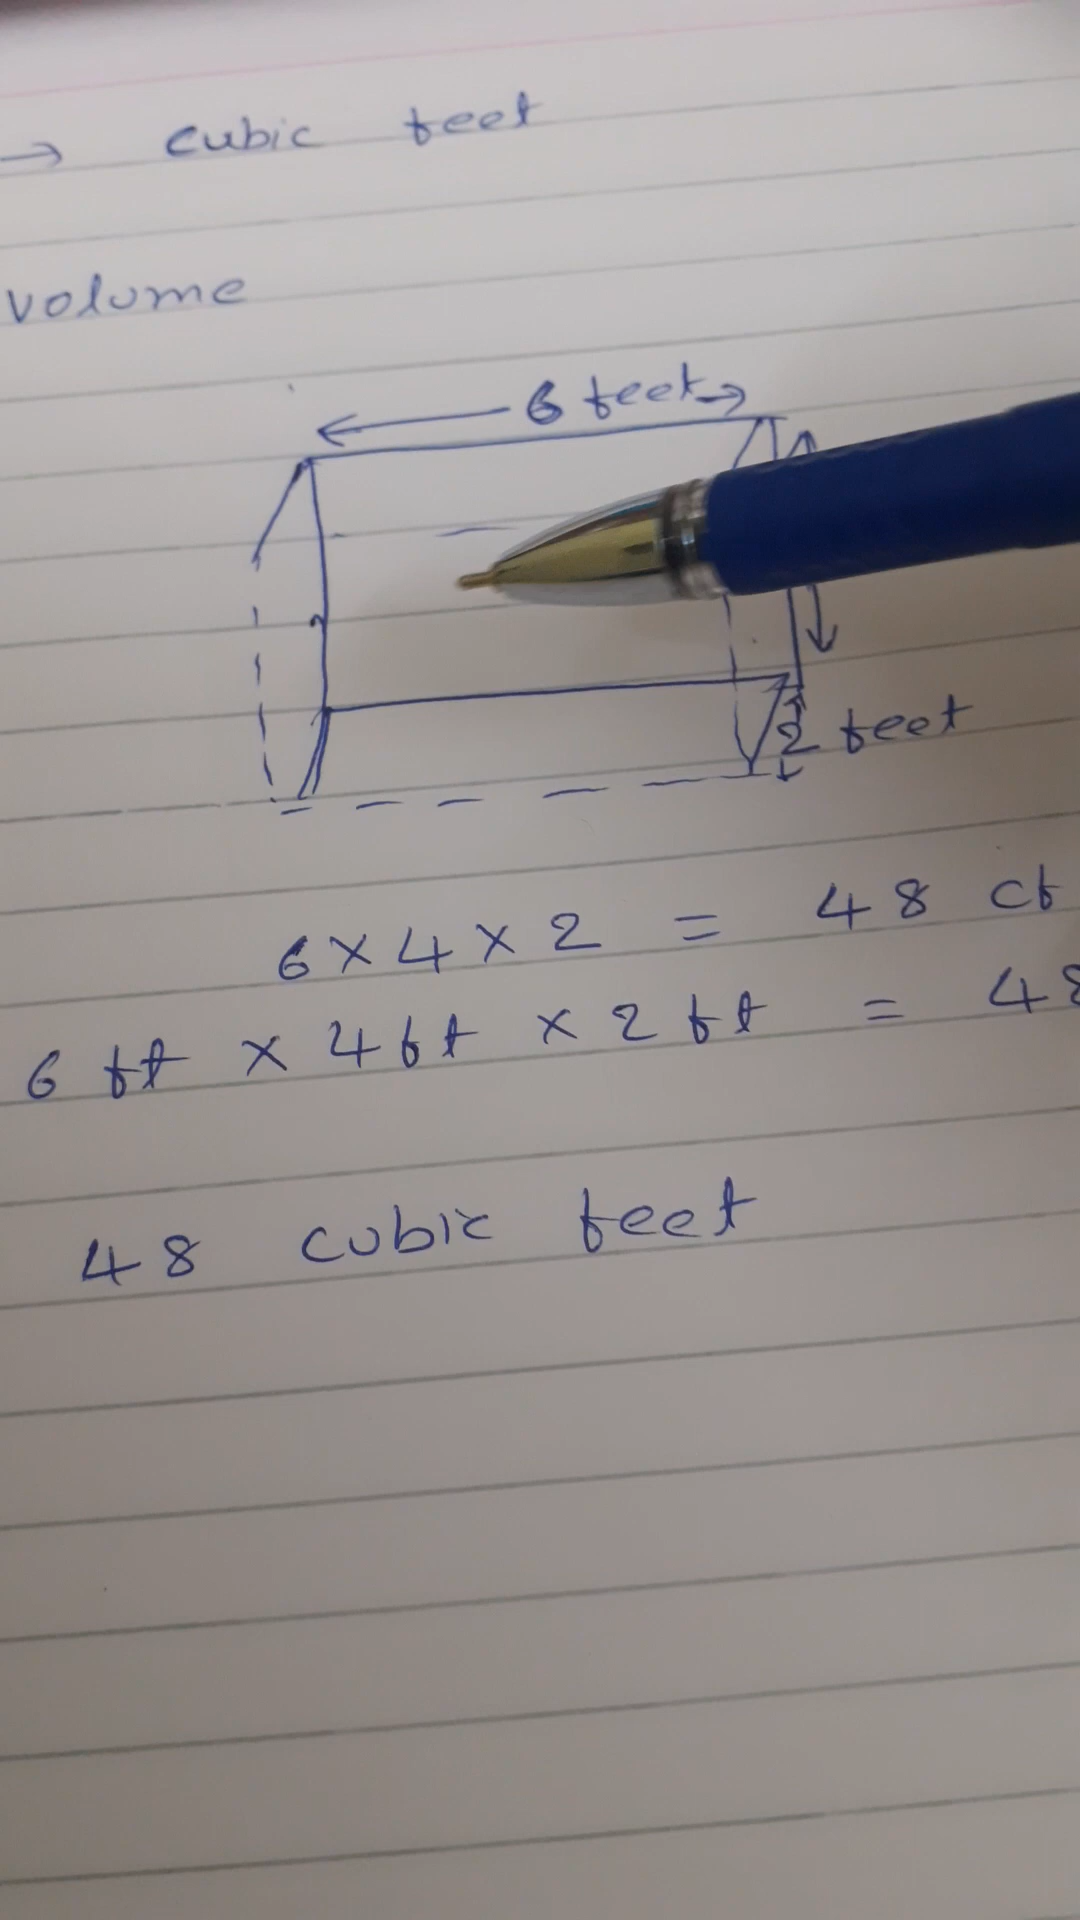 → cubic feet
volume
6 feet
2 feet
6 x 4 x 2 = 48 cf
6 ft x 4 ft x 2 ft = 48
48 cubic feet